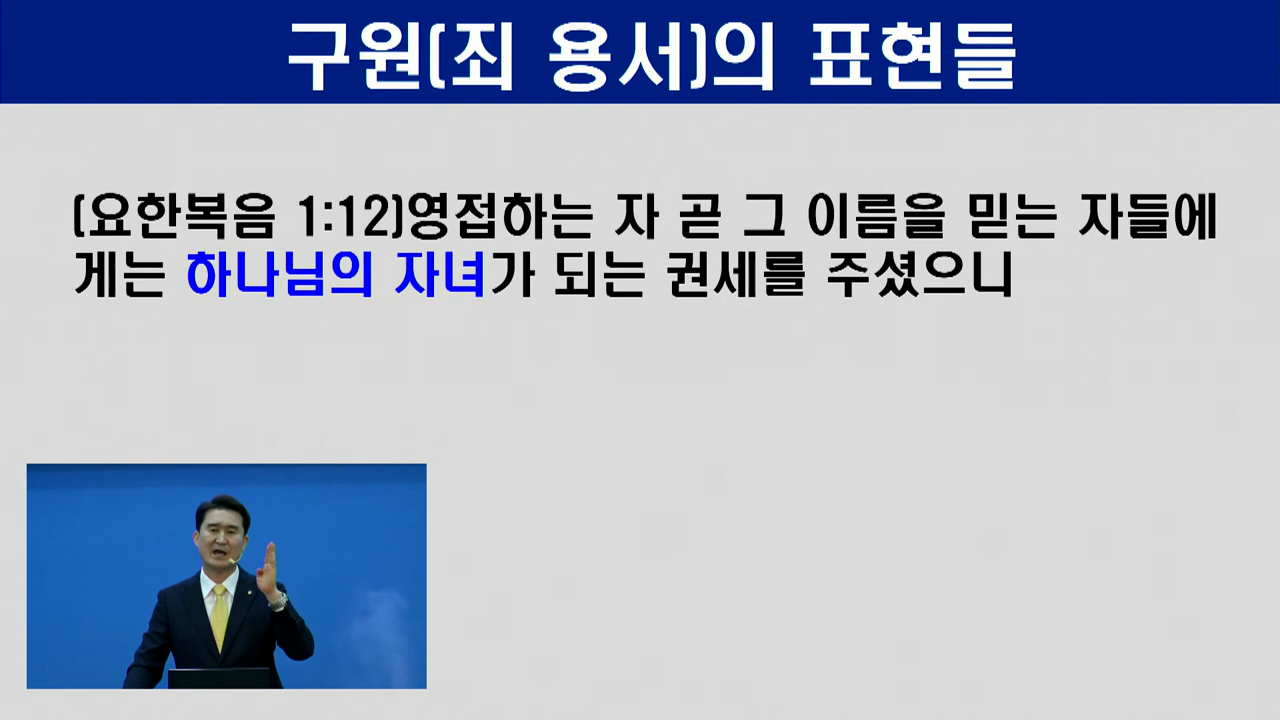 구원(죄 용서)의 표현들
(요한복음 1:12)영접하는 자 곧 그 이름을 믿는 자들에
게는 하나님의 자녀가 되는 권세를 주셨으니